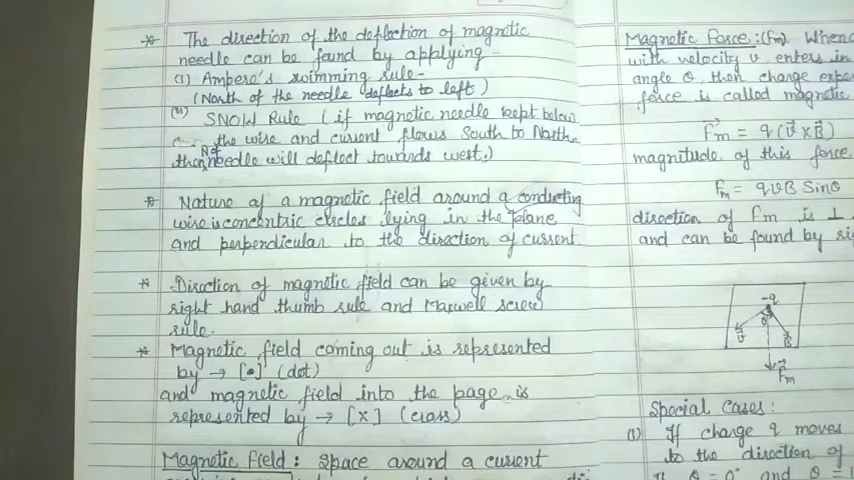 * The direction of the deflection of magnetic
needle can be found by applying -
(i) Ampere's swimming rule -
(North of the needle deflects to left)
(ii) SNOW Rule (if magnetic needle kept below
the wire and current flows South to North
then needle will deflect towards west.)
* Nature of a magnetic field around a conducting
wire is concentric circles lying in the plane
and perpendicular to the direction of current
* Direction of magnetic field can be given by
right hand thumb rule and Maxwell screw
rule.
* Magnetic field coming out is represented
by → [•] (dot)
and magnetic field into the page is
represented by → [x] (cross)
Magnetic field: Space around a current
Magnetic Force: (Fm) When
with velocity v enters in
angle θ then charge expe
force is called magnetic
F⃗m = q(v⃗ x B⃗)
magnitude of this force
Fm = qvB Sinθ
direction of Fm is ⊥
and can be found by rig
-q
θ
v⃗ B⃗
F⃗m
Special Cases:
(1) If charge q moves
to the direction of
If θ = 0° and θ = 1